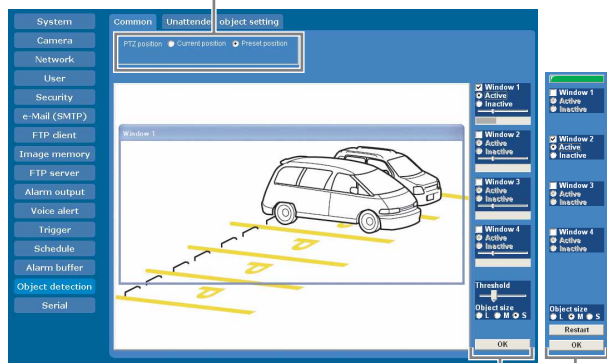 System
Camera
Network
User
Security
e-Mail (SMTP)
FTP client
Image memory
FTP server
Alarm output
Voice alert
Trigger
Schedule
Alarm buffer
Object detection
Serial
Common Unattended object setting
PTZ position Current position Preset position
Window 1
P
P
P
Window 1
Active
Inactive
Window 2
Active
Inactive
Window 3
Active
Inactive
Window 4
Active
Inactive
Threshold
Object size
L M S
OK
Window 1
Active
Inactive
Window 2
Active
Inactive
Window 3
Active
Inactive
Window 4
Active
Inactive
Object size
L M S
Restart
OK